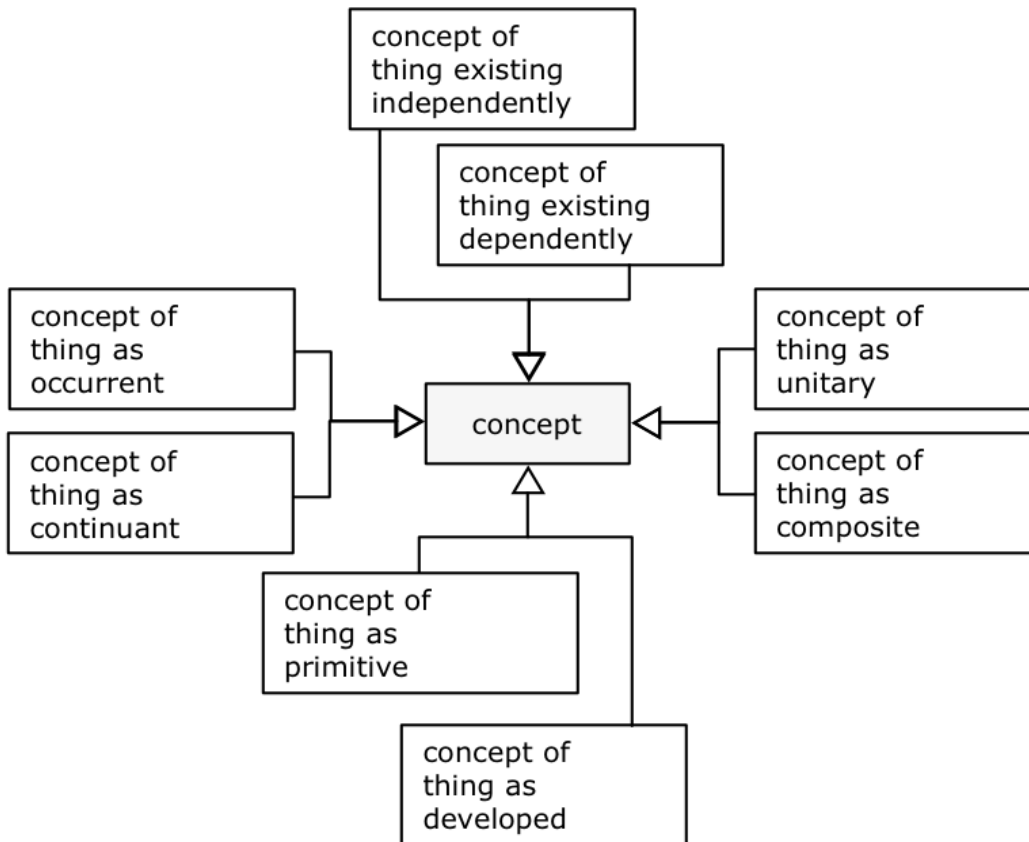 concept of
thing existing
independently
concept of
thing existing
dependently
concept of
thing as
occurrent
concept of
thing as
unitary
concept
concept of
thing as
continuant
concept of
thing as
composite
concept of
thing as
primitive
concept of
thing as
developed